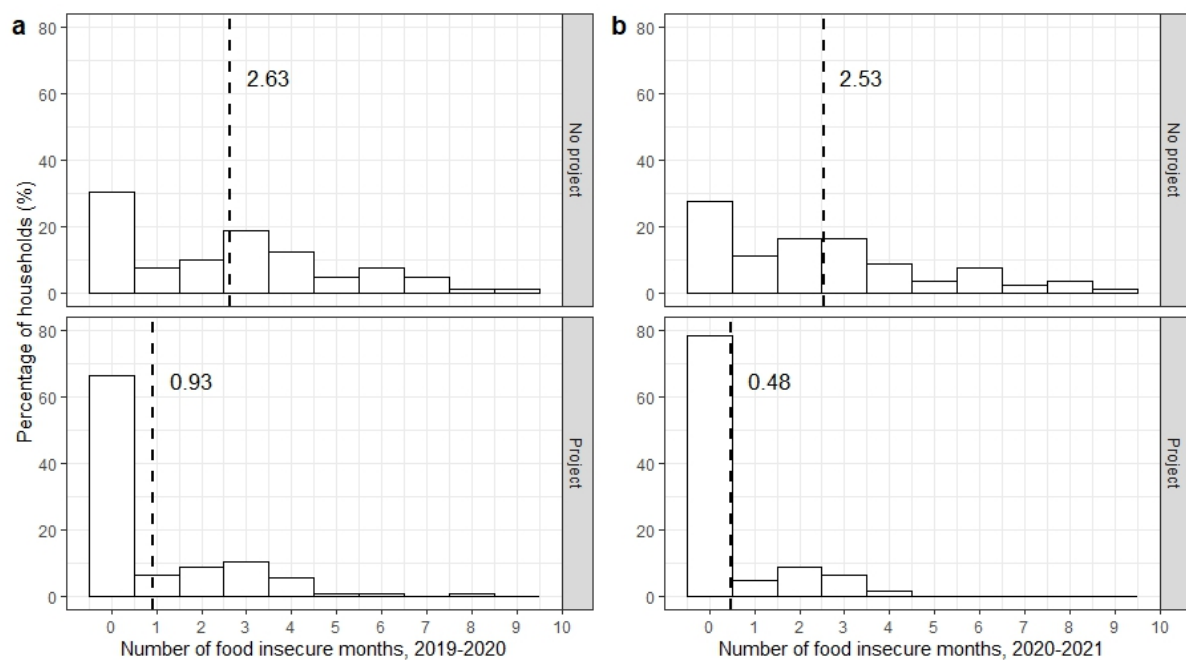 a
80
60
40
20
0
2.63
No project
80
60
40
20
0
0.93
Project
0 1 2 3 4 5 6 7 8 9 10
Number of food insecure months, 2019-2020
Percentage of households (%)
b
80
60
40
20
0
2.53
No project
80
60
40
20
0
0.48
Project
0 1 2 3 4 5 6 7 8 9 10
Number of food insecure months, 2020-2021